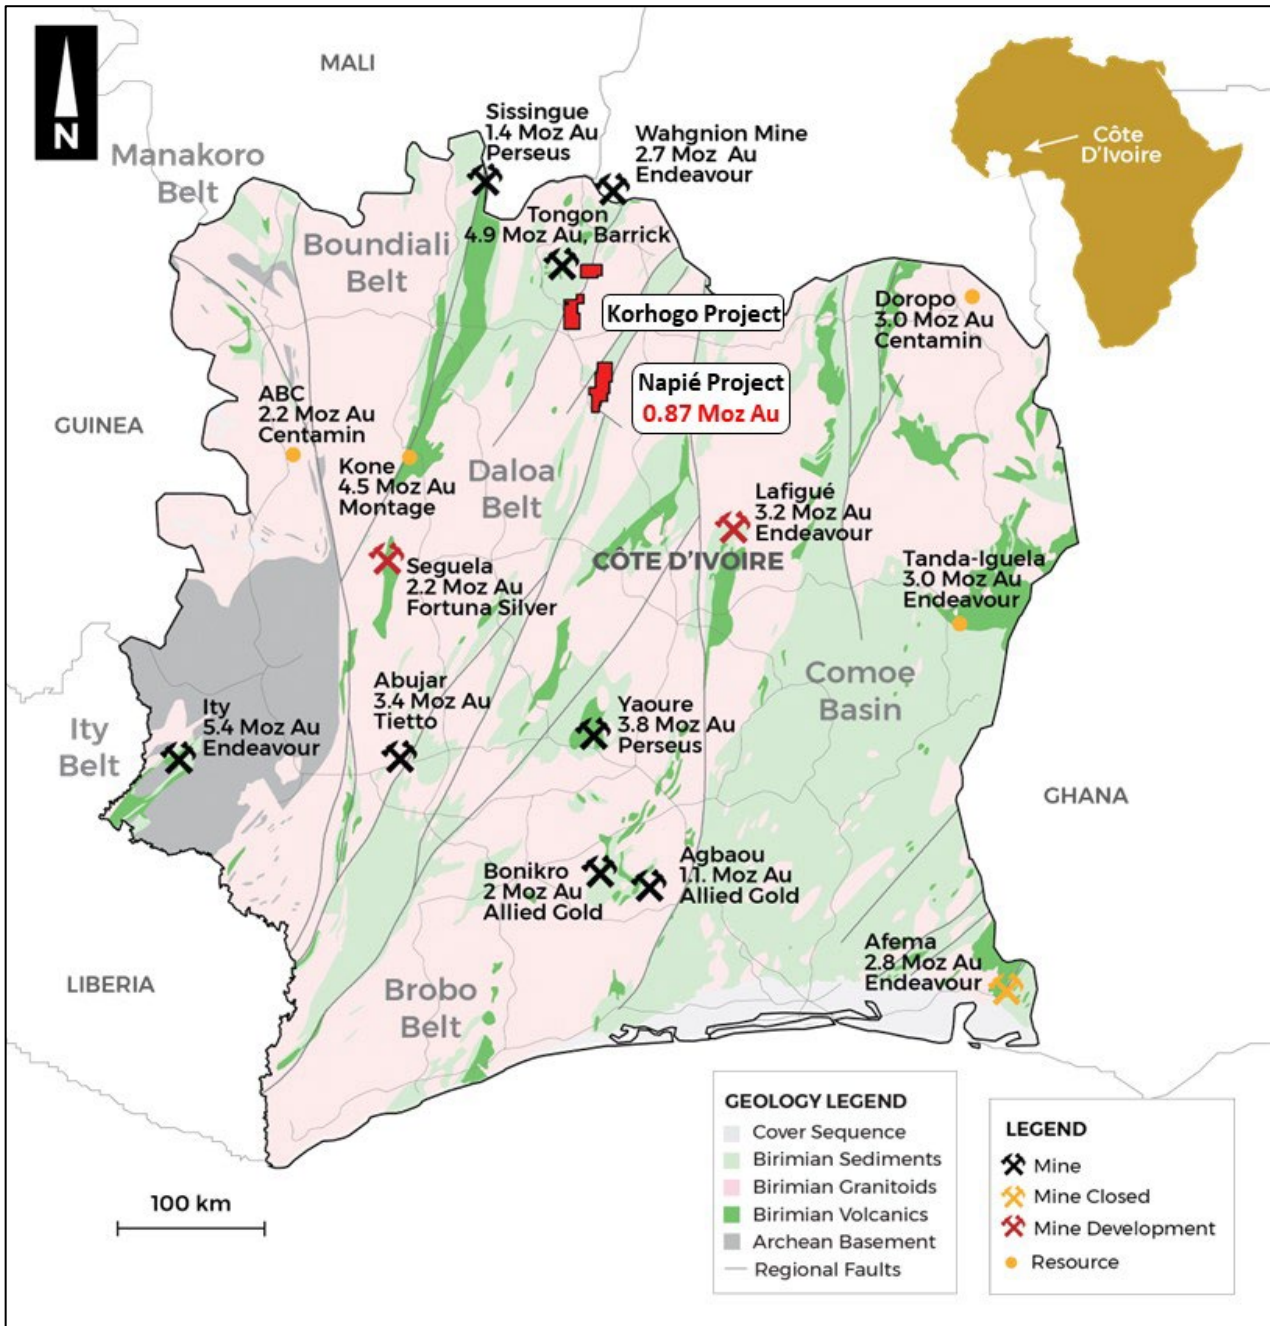 MALI
N
Manakoro
Belt
Sissingue
1.4 Moz Au
Perseus
Wahgnion Mine
2.7 Moz Au
Endeavour
Côte
D'Ivoire
Tongon
4.9 Moz Au, Barrick
Boundiali
Belt
Korhogo Project
Doropo
3.0 Moz Au
Centamin
Napié Project
0.87 Moz Au
GUINEA
ABC
2.2 Moz Au
Centamin
Kone
4.5 Moz Au
Montage
Daloa
Belt
Lafigué
3.2 Moz Au
Endeavour
CÔTE D'IVOIRE
Seguela
2.2 Moz Au
Fortuna Silver
Tanda-Iguela
3.0 Moz Au
Endeavour
Abujar
3.4 Moz Au
Tietto
Comoe
Basin
Ity
5.4 Moz Au
Endeavour
Ity
Belt
Yaoure
3.8 Moz Au
Perseus
GHANA
Bonikro
2 Moz Au
Allied Gold
Agbaou
1.1. Moz Au
Allied Gold
Afema
2.8 Moz Au
Endeavour
LIBERIA
Brobo
Belt
100 km
GEOLOGY LEGEND
Cover Sequence
Birimian Sediments
Birimian Granitoids
Birimian Volcanics
Archean Basement
Regional Faults
LEGEND
Mine
Mine Closed
Mine Development
Resource